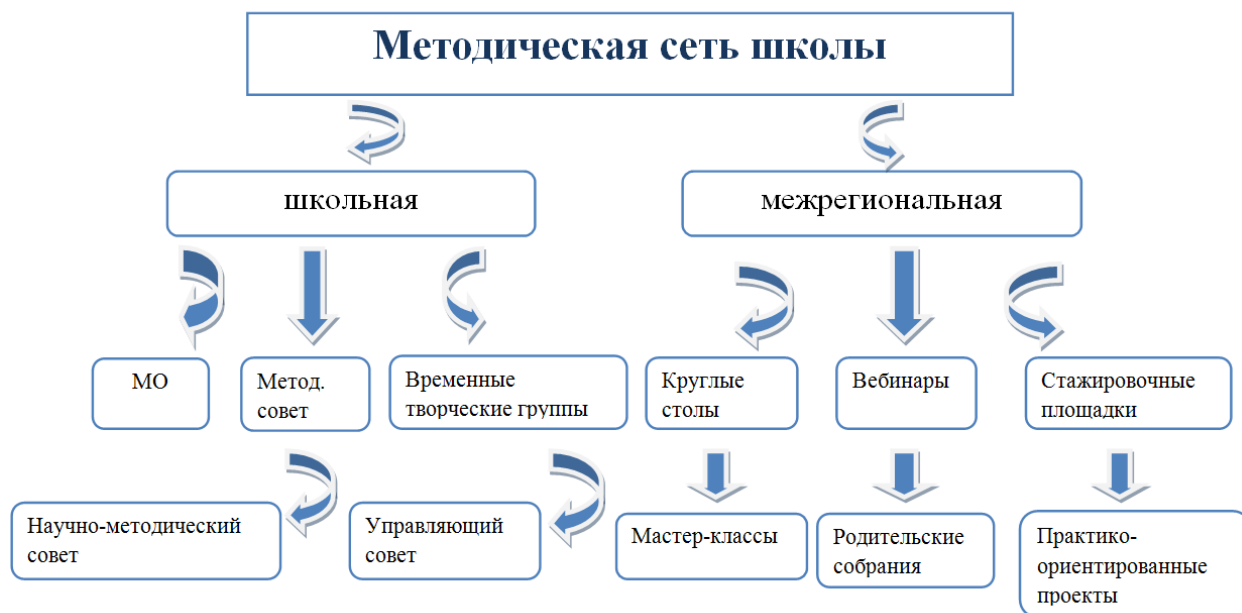 Методическая сеть школы
школьная
межрегиональная
МО
Метод.
совет
Временные
творческие группы
Круглые
столы
Вебинары
Стажировочные
площадки
Научно-методический
совет
Управляющий
совет
Мастер-классы
Родительские
собрания
Практико-
ориентированные
проекты